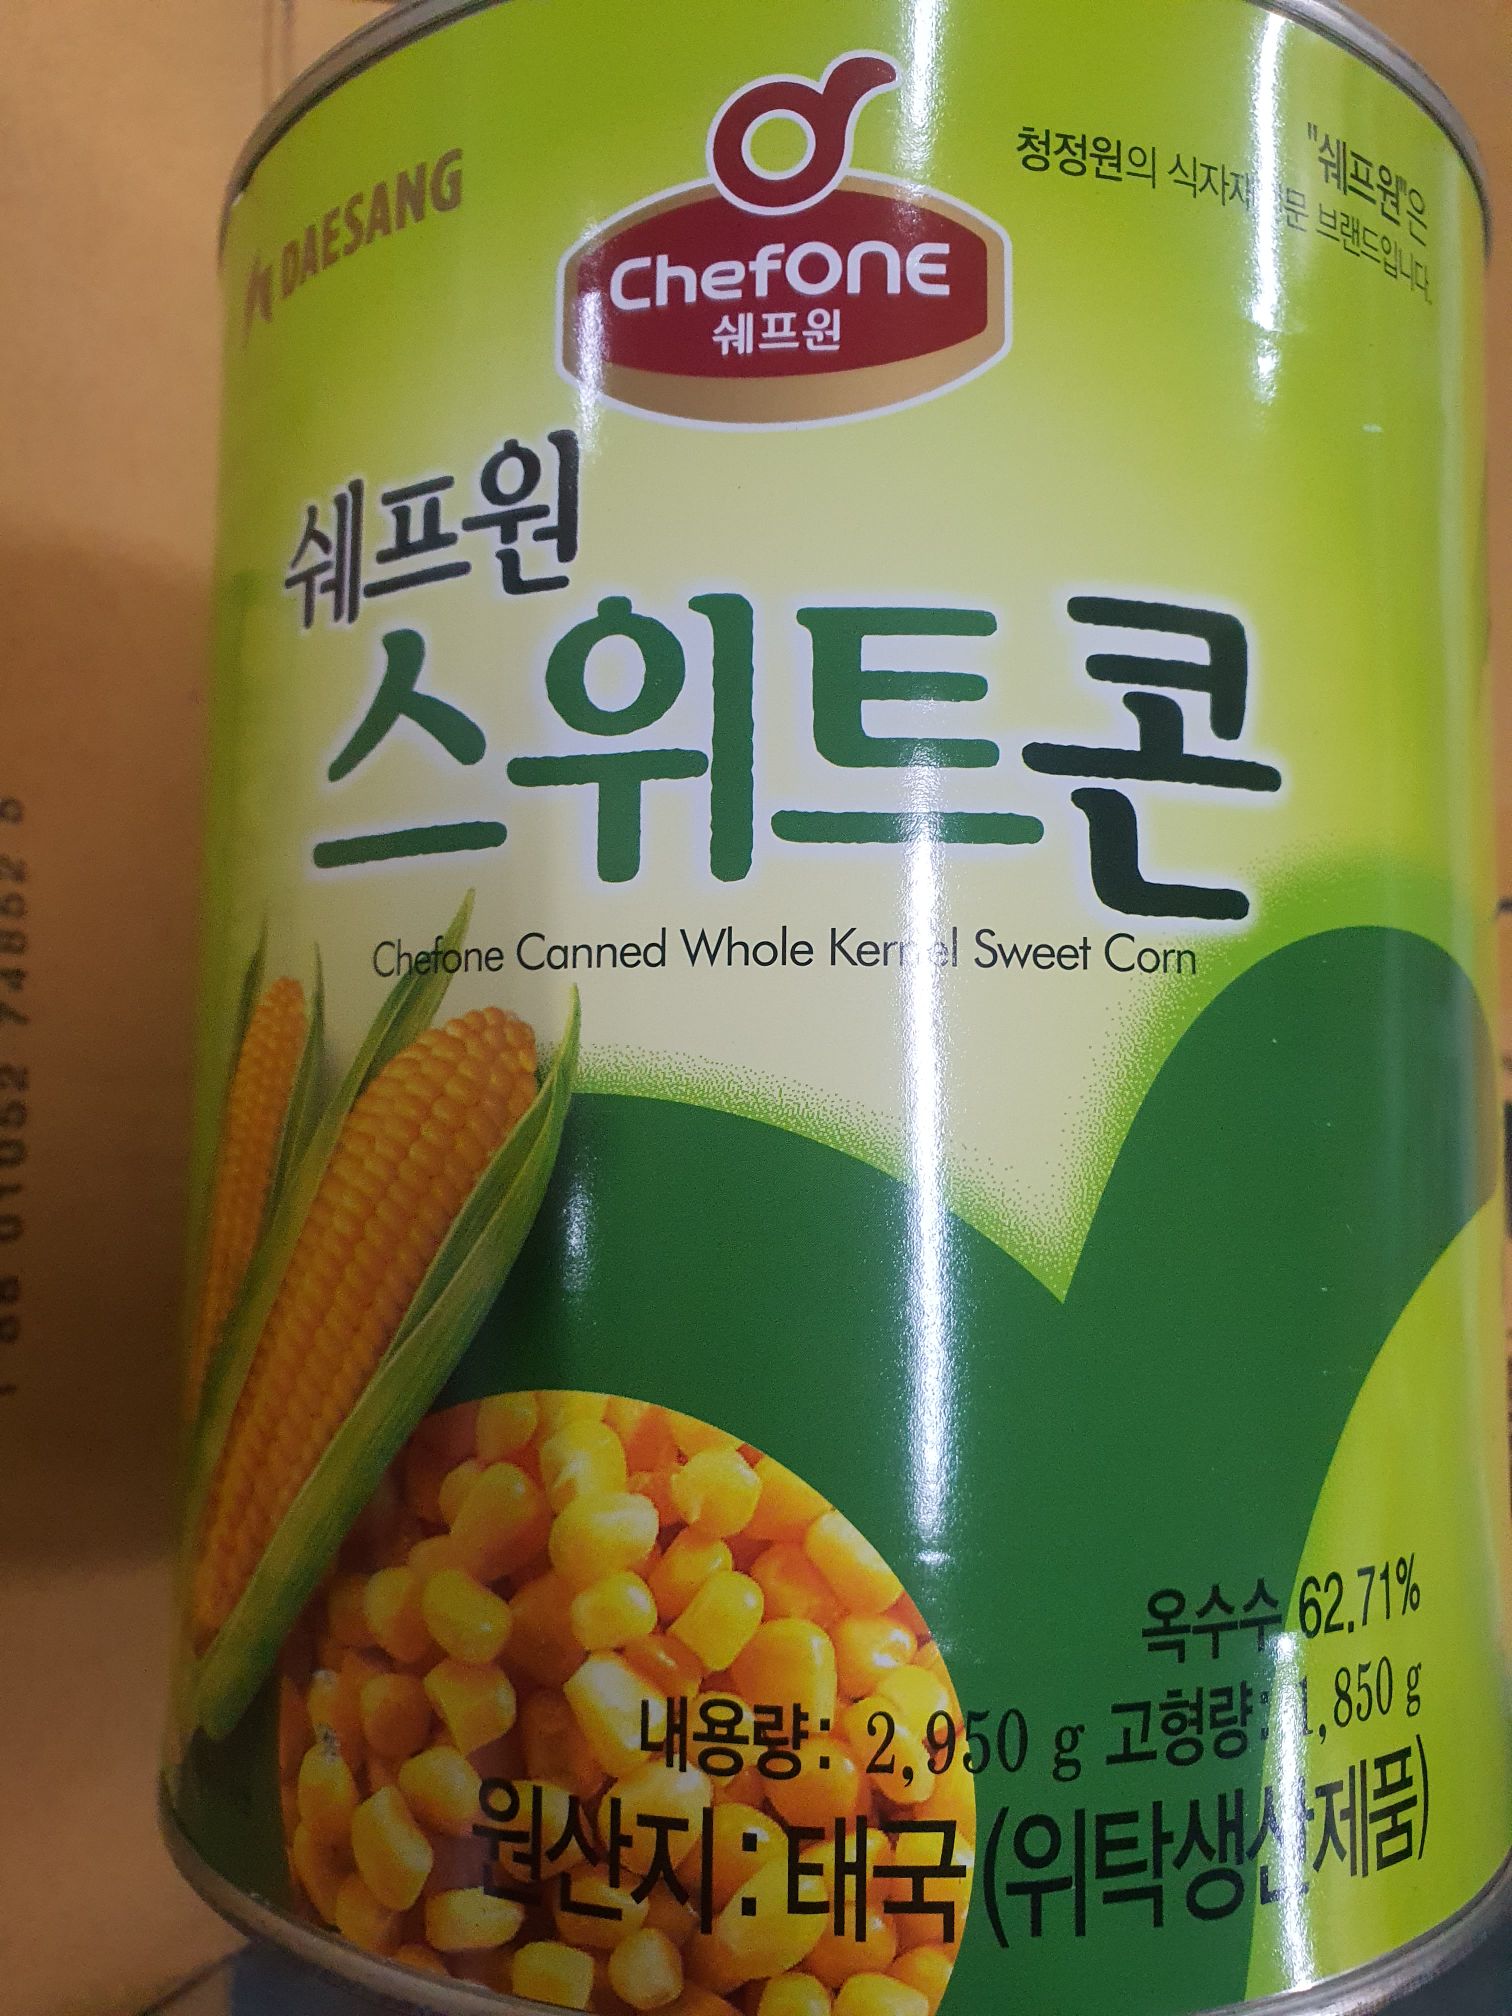 DAESANG
Chefone
쉐프원
"쉐프원"은
청정원의 식자재 전문 브랜드입니다.
쉐프원
스위트콘
Chefone Canned Whole Kernel Sweet Corn
옥수수 62.71%
내용량: 2,950 g 고형량: 1,850 g
원산지: 태국(위탁생산제품)